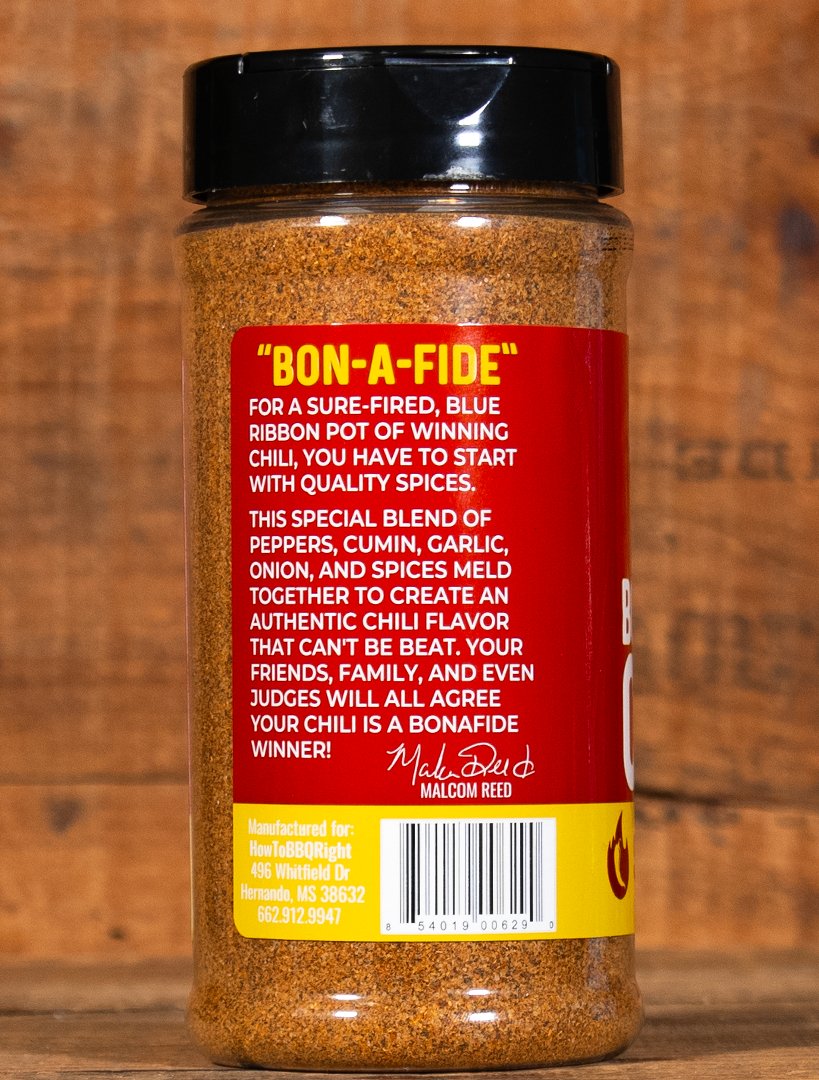 "BON-A-FIDE"
FOR A SURE-FIRED, BLUE
RIBBON POT OF WINNING
CHILI, YOU HAVE TO START
WITH QUALITY SPICES.
THIS SPECIAL BLEND OF
PEPPERS, CUMIN, GARLIC,
ONION, AND SPICES MELD
TOGETHER TO CREATE AN
AUTHENTIC CHILI FLAVOR
THAT CAN'T BE BEAT. YOUR
FRIENDS, FAMILY, AND EVEN
JUDGES WILL ALL AGREE
YOUR CHILI IS A BONAFIDE
WINNER!
Malcom Reed
MALCOM REED
Manufactured for:
HowToBBQRight
496 Whitfield Dr
Hernando, MS 38632
662.912.9947
8 54019 00629 0